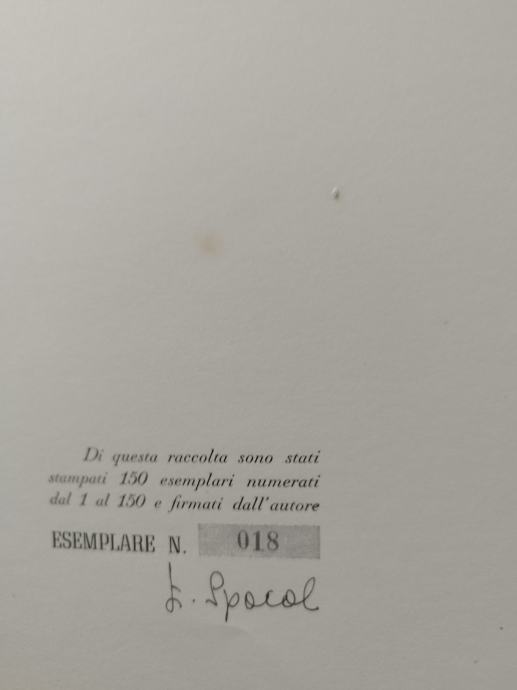 Di questa raccolta sono stati
stampati 150 esemplari numerati
dal 1 al 150 e firmati dall'autore
ESEMPLARE N. 018